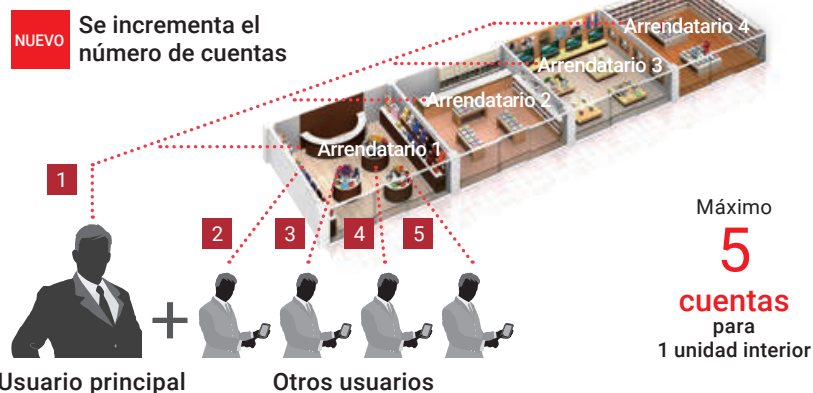 NUEVO
Se incrementa el
número de cuentas
Arrendatario 4
Arrendatario 3
Arrendatario 2
Arrendatario 1
1
2
3
4
5
Máximo
5
cuentas
para
1 unidad interior
Usuario principal
Otros usuarios